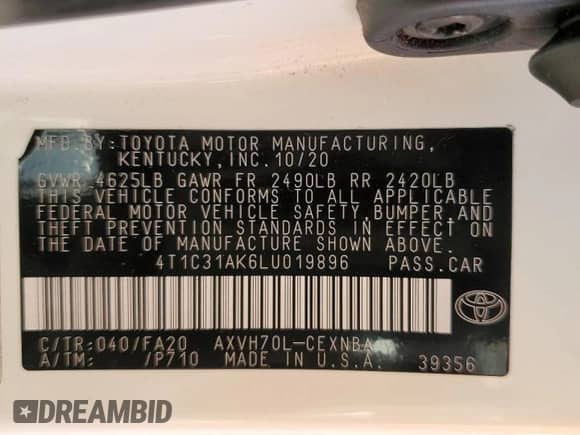 MFD.BY:TOYOTA MOTOR MANUFACTURING,
KENTUCKY,INC.10/20
GVWR 4625LB GAWR FR 2490LB RR 2420LB
THIS VEHICLE CONFORMS TO ALL APPLICABLE
FEDERAL MOTOR VEHICLE SAFETY,BUMPER,AND
THEFT PREVENTION STANDARDS IN EFFECT ON
THE DATE OF MANUFACTURE SHOWN ABOVE.
4T1C31AK6LU019896 PASS.CAR
C/TR:040/FA20 AXVH70L-CEXNBA
A/TM: /P710 MADE IN U.S.A. 39356
$DREAMBID